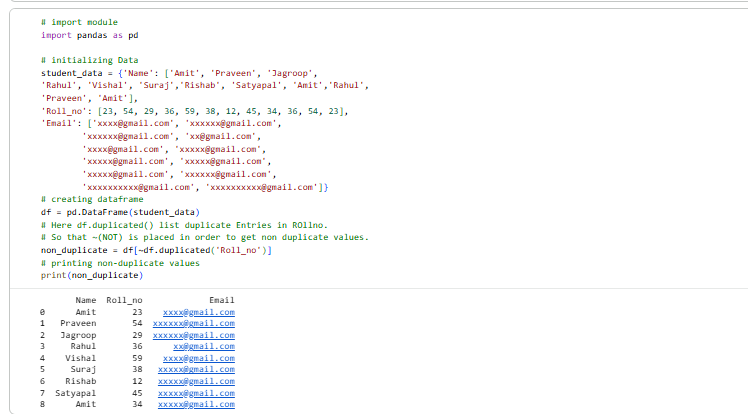 # import module
import pandas as pd
# initializing Data
student_data = {'Name': ['Amit', 'Praveen', 'Jagroop',
'Rahul', 'Vishal', 'Suraj','Rishab', 'Satyapal', 'Amit','Rahul',
'Praveen', 'Amit'],
'Roll_no': [23, 54, 29, 36, 59, 38, 12, 45, 34, 36, 54, 23],
'Email': ['xxxx@gmail.com', 'xxxxxx@gmail.com',
'xxxxxx@gmail.com', 'xx@gmail.com',
'xxxx@gmail.com', 'xxxxx@gmail.com',
'xxxxx@gmail.com', 'xxxxx@gmail.com',
'xxxxx@gmail.com', 'xxxxxx@gmail.com',
'xxxxxxxxxx@gmail.com', 'xxxxxxxxxx@gmail.com']}
# creating dataframe
df = pd.DataFrame(student_data)
# Here df.duplicated() list duplicate Entries in ROllno.
# So that ~(NOT) is placed in order to get non duplicate values.
non_duplicate = df[~df.duplicated('Roll_no')]
# printing non-duplicate values
print(non_duplicate)
Name Roll_no Email
0 Amit 23 xxxx@gmail.com
1 Praveen 54 xxxxxx@gmail.com
2 Jagroop 29 xxxxxx@gmail.com
3 Rahul 36 xx@gmail.com
4 Vishal 59 xxxx@gmail.com
5 Suraj 38 xxxxx@gmail.com
6 Rishab 12 xxxxx@gmail.com
7 Satyapal 45 xxxxx@gmail.com
8 Amit 34 xxxxx@gmail.com